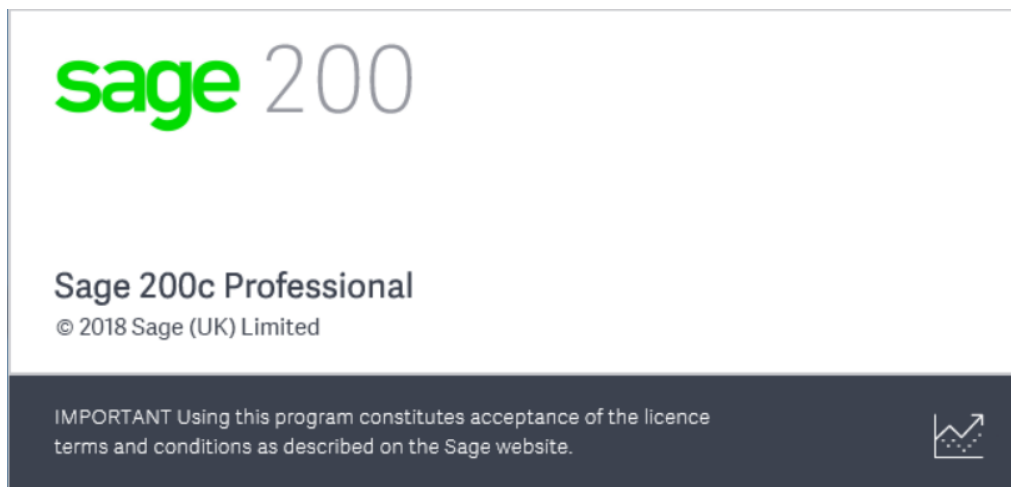 sage 200
Sage 200c Professional
© 2018 Sage (UK) Limited
IMPORTANT Using this program constitutes acceptance of the licence
terms and conditions as described on the Sage website.